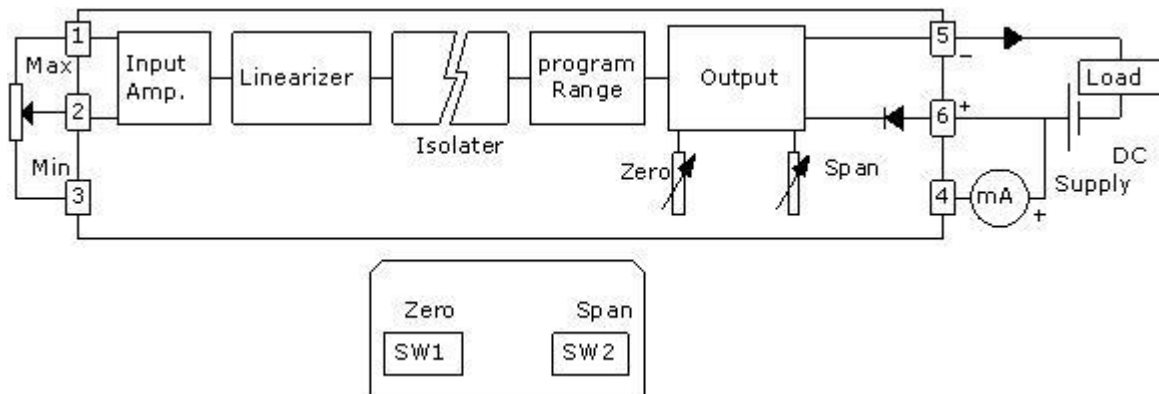 1
Max
2
Min
3
Input
Amp.
Linearizer
Isolater
program
Range
Output
Zero
Span
5
−
6
+
4
mA
+
Load
DC
Supply
Zero
Span
SW1
SW2